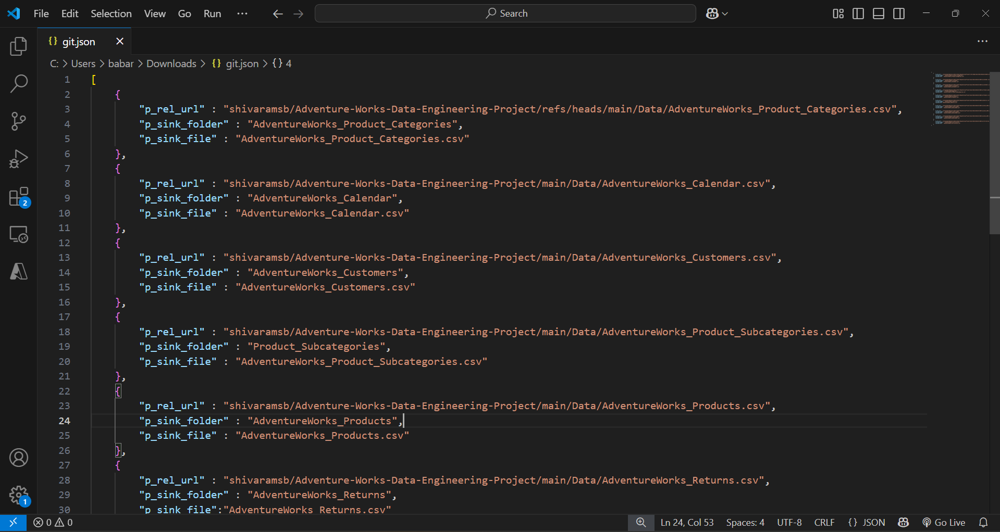 File Edit Selection View Go Run ··· Search
{} git.json
C: > Users > babar > Downloads > {} git.json > {} 4
1 [
2 {
3 "p_rel_url" : "shivaramsb/Adventure-Works-Data-Engineering-Project/refs/heads/main/Data/AdventureWorks_Product_Categories.csv",
4 "p_sink_folder" : "AdventureWorks_Product_Categories",
5 "p_sink_file" : "AdventureWorks_Product_Categories.csv"
6 },
7 {
8 "p_rel_url" : "shivaramsb/Adventure-Works-Data-Engineering-Project/main/Data/AdventureWorks_Calendar.csv",
9 "p_sink_folder" : "AdventureWorks_Calendar",
10 "p_sink_file" : "AdventureWorks_Calendar.csv"
11 },
12 {
13 "p_rel_url" : "shivaramsb/Adventure-Works-Data-Engineering-Project/main/Data/AdventureWorks_Customers.csv",
14 "p_sink_folder" : "AdventureWorks_Customers",
15 "p_sink_file" : "AdventureWorks_Customers.csv"
16 },
17 {
18 "p_rel_url" : "shivaramsb/Adventure-Works-Data-Engineering-Project/main/Data/AdventureWorks_Product_Subcategories.csv",
19 "p_sink_folder" : "Product_Subcategories",
20 "p_sink_file" : "AdventureWorks_Product_Subcategories.csv"
21 },
22 {
23 "p_rel_url" : "shivaramsb/Adventure-Works-Data-Engineering-Project/main/Data/AdventureWorks_Products.csv",
24 "p_sink_folder" : "AdventureWorks_Products",
25 "p_sink_file" : "AdventureWorks_Products.csv"
26 },
27 {
28 "p_rel_url" : "shivaramsb/Adventure-Works-Data-Engineering-Project/main/Data/AdventureWorks_Returns.csv",
29 "p_sink_folder" : "AdventureWorks_Returns",
30 "p_sink_file":"AdventureWorks_Returns.csv"
2
1
0 0 Ln 24, Col 53 Spaces: 4 UTF-8 CRLF {} JSON Go Live